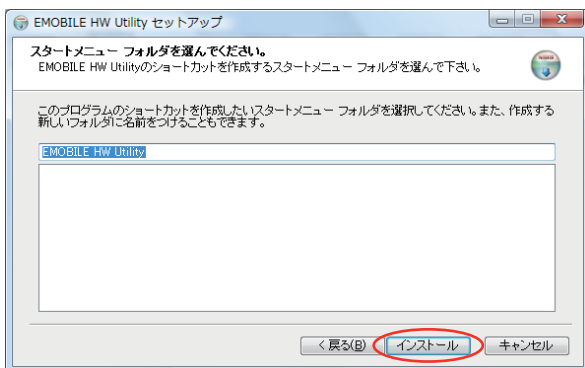 EMOBILE HW Utility セットアップ
スタートメニュー フォルダを選んでください。
EMOBILE HW Utilityのショートカットを作成するスタートメニュー フォルダを選んで下さい。
このプログラムのショートカットを作成したいスタートメニュー フォルダを選択してください。また、作成する
新しいフォルダに名前をつけることもできます。
EMOBILE HW Utility
< 戻る(B)
インストール
キャンセル